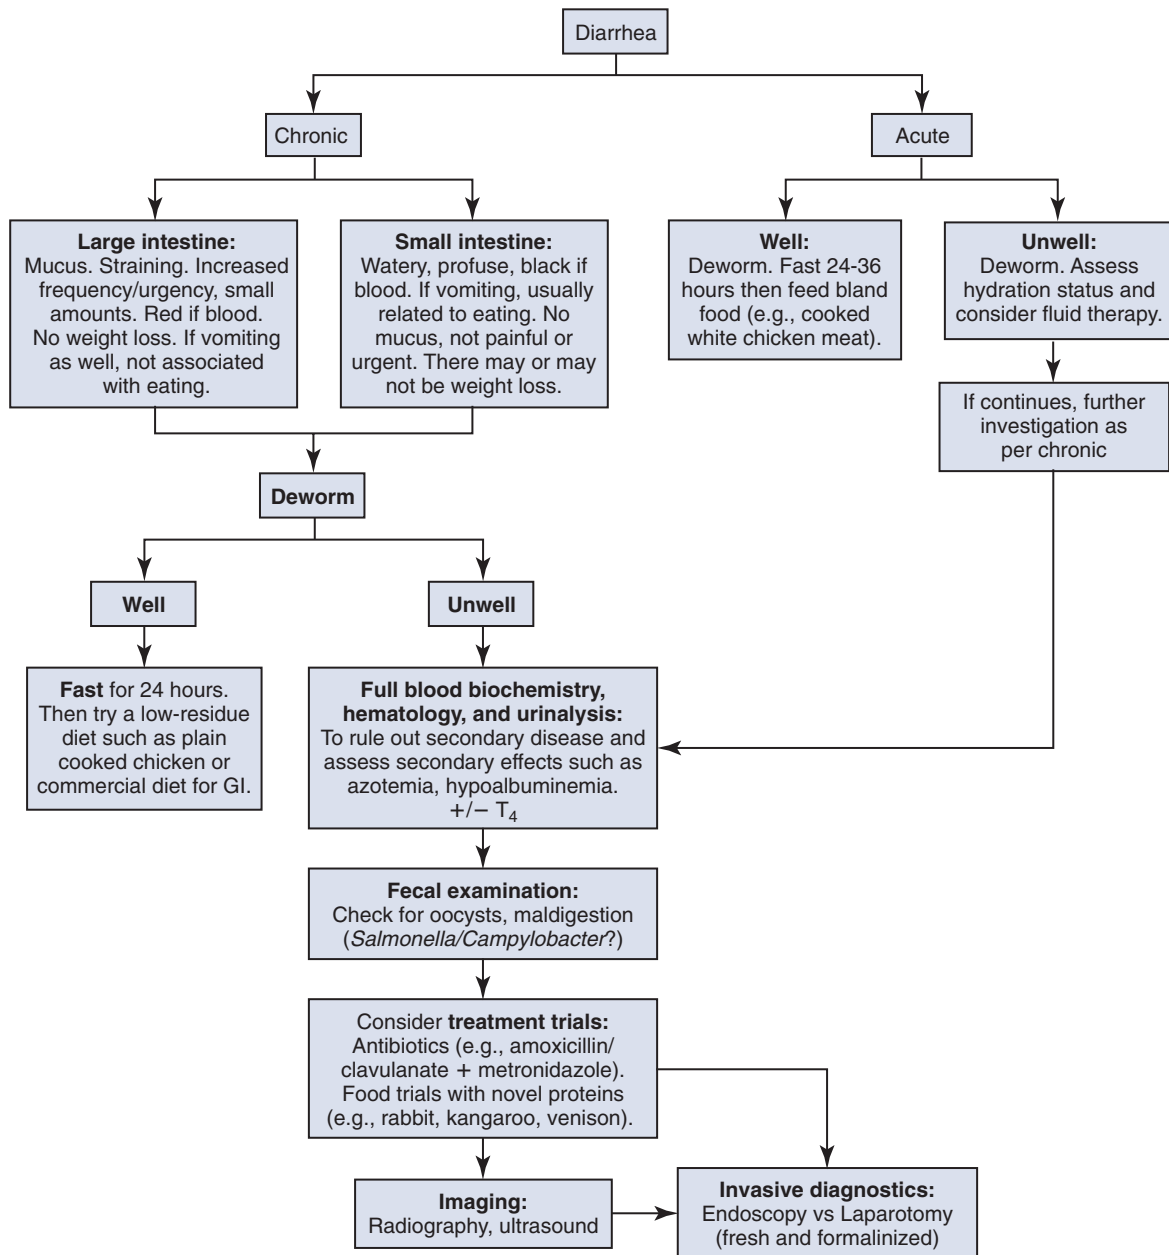 Diarrhea
Chronic
Acute
Large intestine:
Mucus. Straining. Increased
frequency/urgency, small
amounts. Red if blood.
No weight loss. If vomiting
as well, not associated
with eating.
Small intestine:
Watery, profuse, black if
blood. If vomiting, usually
related to eating. No
mucus, not painful or
urgent. There may or may
not be weight loss.
Well:
Deworm. Fast 24-36
hours then feed bland
food (e.g., cooked
white chicken meat).
Unwell:
Deworm. Assess
hydration status and
consider fluid therapy.
If continues, further
investigation as
per chronic
Deworm
Well
Unwell
Fast for 24 hours.
Then try a low-residue
diet such as plain
cooked chicken or
commercial diet for GI.
Full blood biochemistry,
hematology, and urinalysis:
To rule out secondary disease and
assess secondary effects such as
azotemia, hypoalbuminemia.
+/− T4
Fecal examination:
Check for oocysts, maldigestion
(Salmonella/Campylobacter?)
Consider treatment trials:
Antibiotics (e.g., amoxicillin/
clavulanate + metronidazole).
Food trials with novel proteins
(e.g., rabbit, kangaroo, venison).
Imaging:
Radiography, ultrasound
Invasive diagnostics:
Endoscopy vs Laparotomy
(fresh and formalinized)